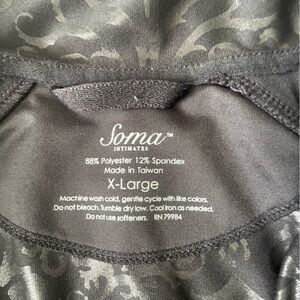 Soma™
INTIMATES
88% Polyester 12% Spandex
Made in Taiwan
X-Large
Machine wash cold, gentle cycle with like colors.
Do not bleach. Tumble dry low. Cool iron as needed.
Do not use softeners. RN 79984